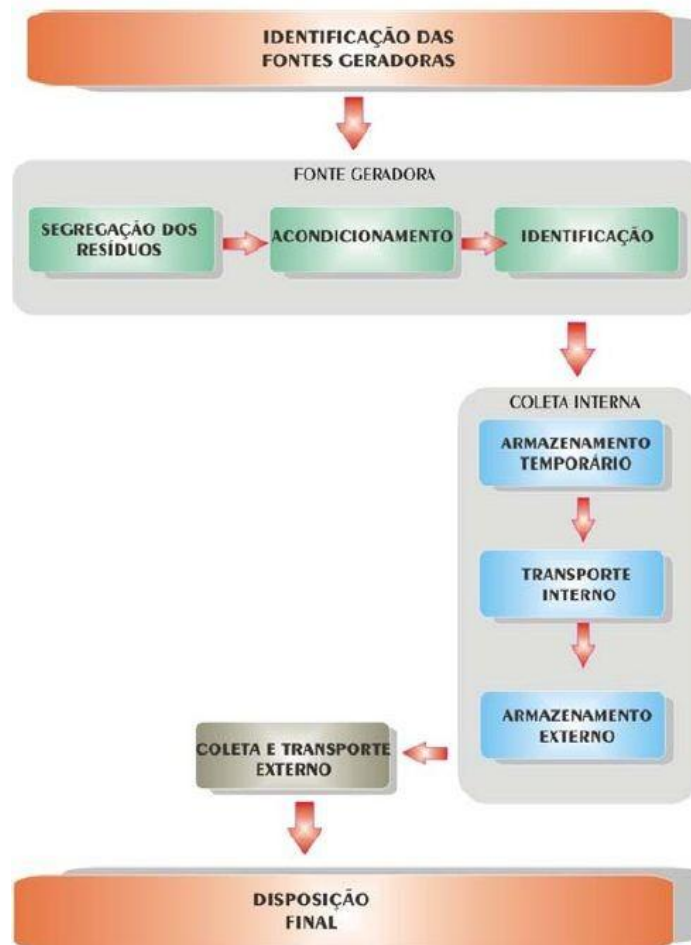 IDENTIFICAÇÃO DAS
FONTES GERADORAS
FONTE GERADORA
SEGREGAÇÃO DOS
RESÍDUOS
ACONDICIONAMENTO
IDENTIFICAÇÃO
COLETA INTERNA
ARMAZENAMENTO
TEMPORÁRIO
TRANSPORTE
INTERNO
ARMAZENAMENTO
EXTERNO
COLETA E TRANSPORTE
EXTERNO
DISPOSIÇÃO
FINAL